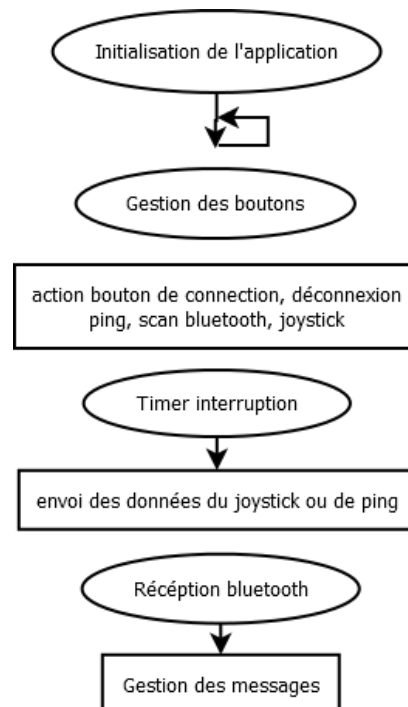 Initialisation de l'application
Gestion des boutons
action bouton de connection, déconnexion
ping, scan bluetooth, joystick
Timer interruption
envoi des données du joystick ou de ping
Récéption bluetooth
Gestion des messages